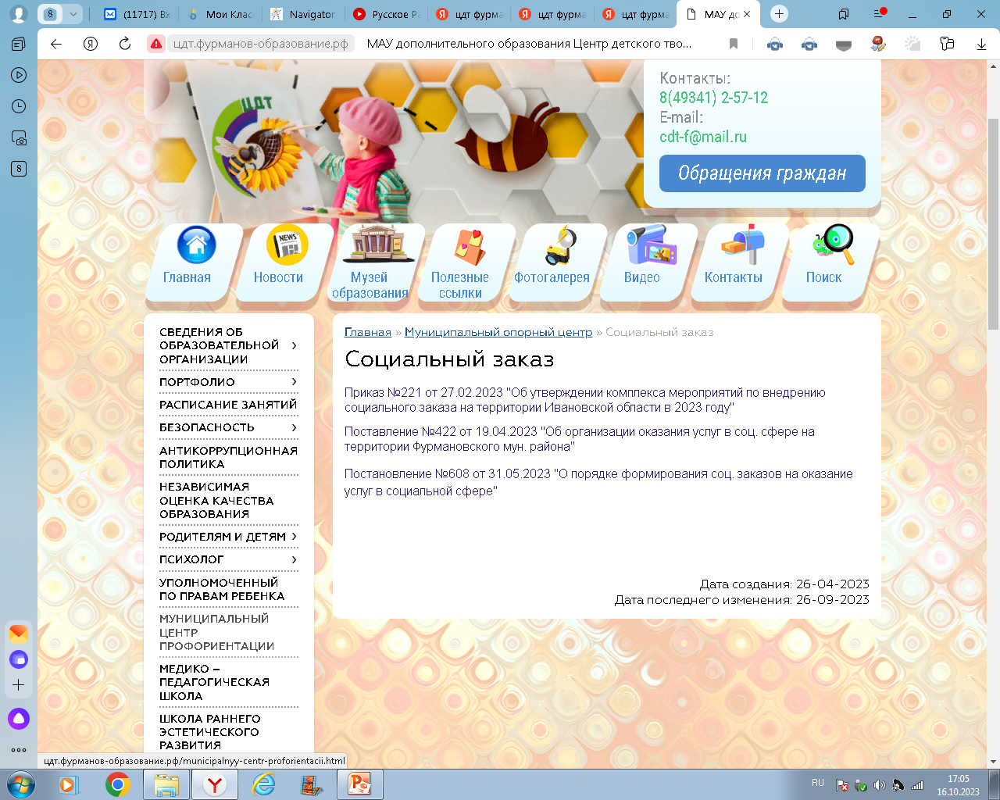 8
(11717) Вх
Мои Клас
Navigator
Русское Ра
цдт фурма
цдт фурма
цдт фурма
МАУ до
цдт.фурманов-образование.рф
МАУ дополнительного образования Центр детского тво...
8
ЦДТ
Контакты:
8(49341) 2-57-12
E-mail:
cdt-f@mail.ru
Обращения граждан
NEWS
MUSEUM
Главная
Новости
Музей
образования
Полезные
ссылки
Фотогалерея
Видео
Контакты
Поиск
СВЕДЕНИЯ ОБ
ОБРАЗОВАТЕЛЬНОЙ
ОРГАНИЗАЦИИ
ПОРТФОЛИО
РАСПИСАНИЕ ЗАНЯТИЙ
БЕЗОПАСНОСТЬ
АНТИКОРРУПЦИОННАЯ
ПОЛИТИКА
НЕЗАВИСИМАЯ
ОЦЕНКА КАЧЕСТВА
ОБРАЗОВАНИЯ
РОДИТЕЛЯМ И ДЕТЯМ
ПСИХОЛОГ
УПОЛНОМОЧЕННЫЙ
ПО ПРАВАМ РЕБЕНКА
МУНИЦИПАЛЬНЫЙ
ЦЕНТР
ПРОФОРИЕНТАЦИИ
МЕДИКО –
ПЕДАГОГИЧЕСКАЯ
ШКОЛА
ШКОЛА РАННЕГО
ЭСТЕТИЧЕСКОГО
РАЗВИТИЯ
Главная » Муниципальный опорный центр » Социальный заказ
Социальный заказ
Приказ №221 от 27.02.2023 "Об утверждении комплекса мероприятий по внедрению
социального заказа на территории Ивановской области в 2023 году"
Поставление №422 от 19.04.2023 "Об организации оказания услуг в соц. сфере на
территории Фурмановского мун. района"
Постановление №608 от 31.05.2023 "О порядке формирования соц. заказов на оказание
услуг в социальной сфере"
Дата создания: 26-04-2023
Дата последнего изменения: 26-09-2023
цдт.фурманов-образование.рф/municipalnyy-centr-proforientacii.html
RU
17:05
16.10.2023